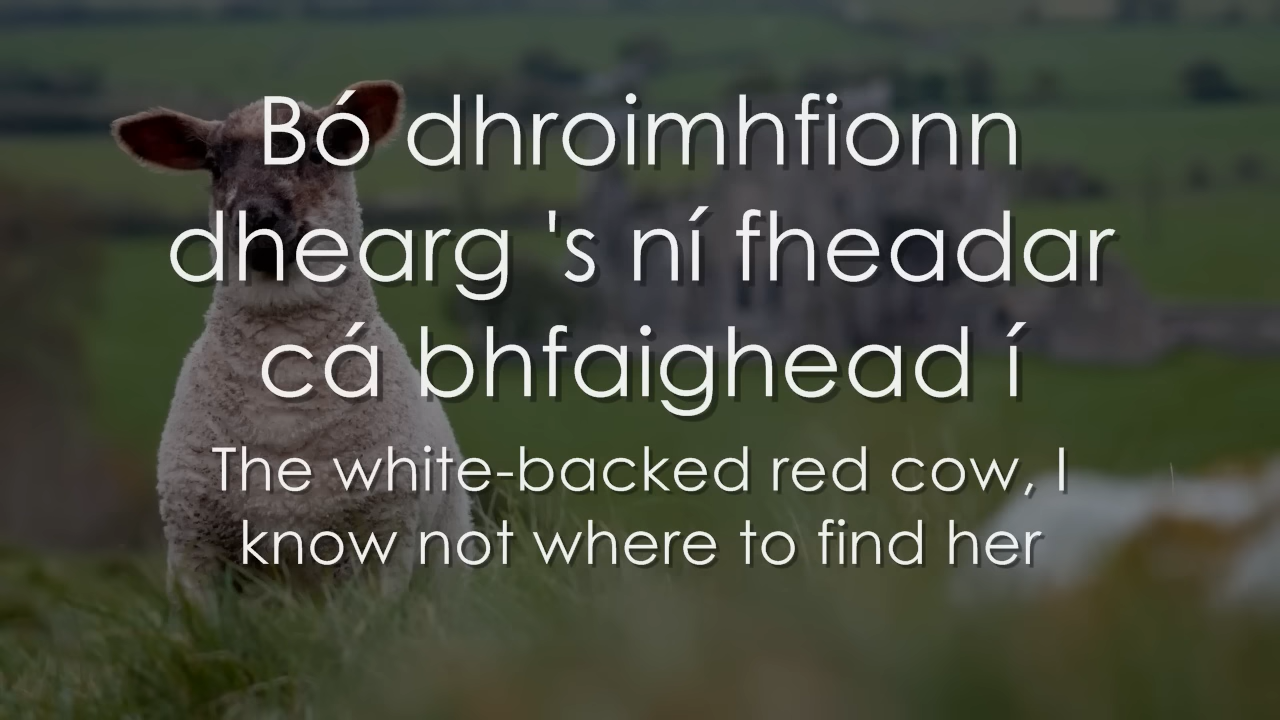 Bó dhroimhfionn
dhearg 's ní fheadar
cá bhfaighead í
The white-backed red cow, I
know not where to find her